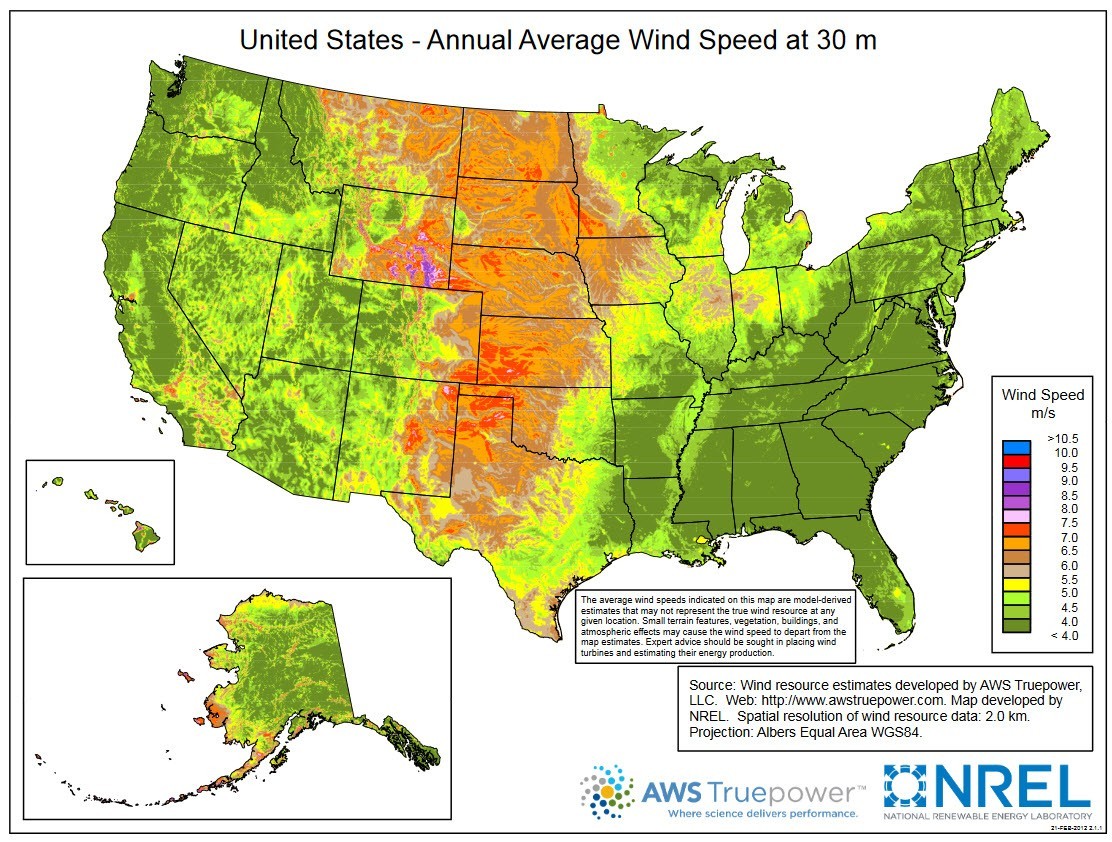 United States - Annual Average Wind Speed at 30 m
Wind Speed
m/s
>10.5
10.0
9.5
9.0
8.5
8.0
7.5
7.0
6.5
6.0
5.5
5.0
4.5
4.0
< 4.0
The average wind speeds indicated on this map are model-derived
estimates that may not represent the true wind resource at any
given location. Small terrain features, vegetation, buildings, and
atmospheric effects may cause the wind speed to depart from the
map estimates. Expert advice should be sought in placing wind
turbines and estimating their energy production.
Source: Wind resource estimates developed by AWS Truepower,
LLC. Web: http://www.awstruepower.com. Map developed by
NREL. Spatial resolution of wind resource data: 2.0 km.
Projection: Albers Equal Area WGS84.
AWS Truepower™
Where science delivers performance.
NREL
NATIONAL RENEWABLE ENERGY LABORATORY
21-FEB-2012 2.1.1